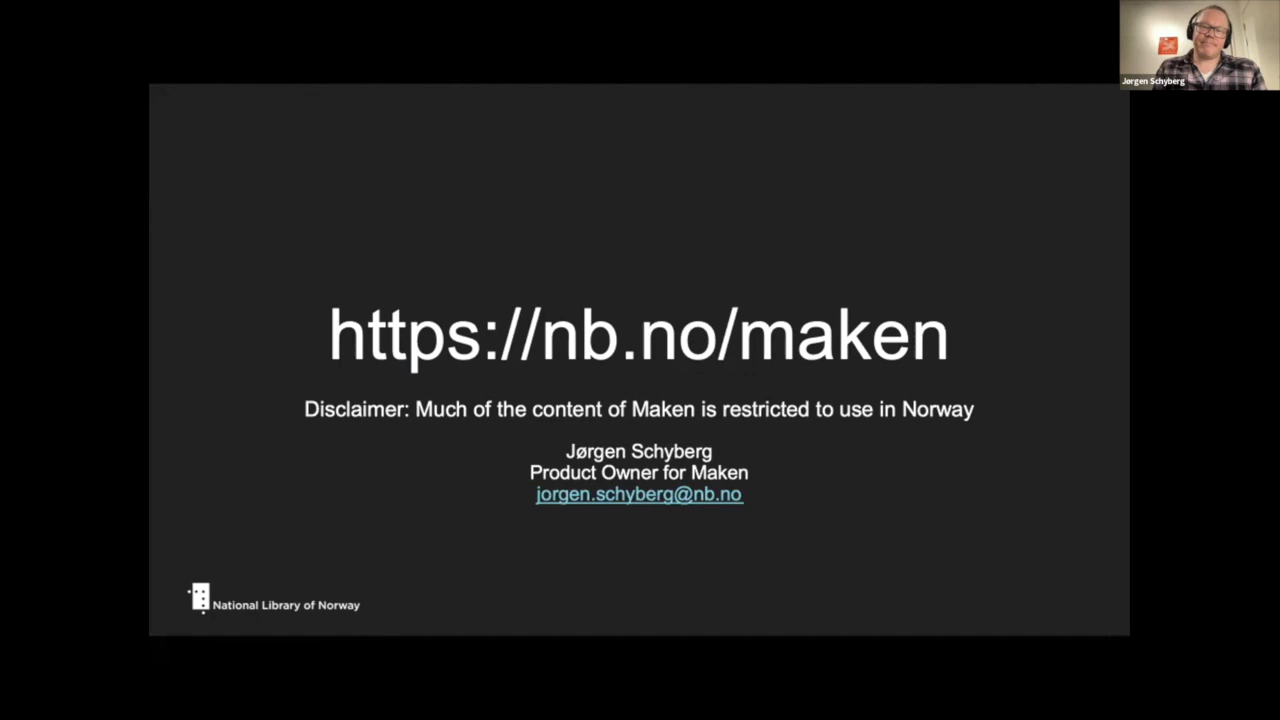 Jørgen Schyberg
https://nb.no/maken
Disclaimer: Much of the content of Maken is restricted to use in Norway
Jørgen Schyberg
Product Owner for Maken
jorgen.schyberg@nb.no
National Library of Norway